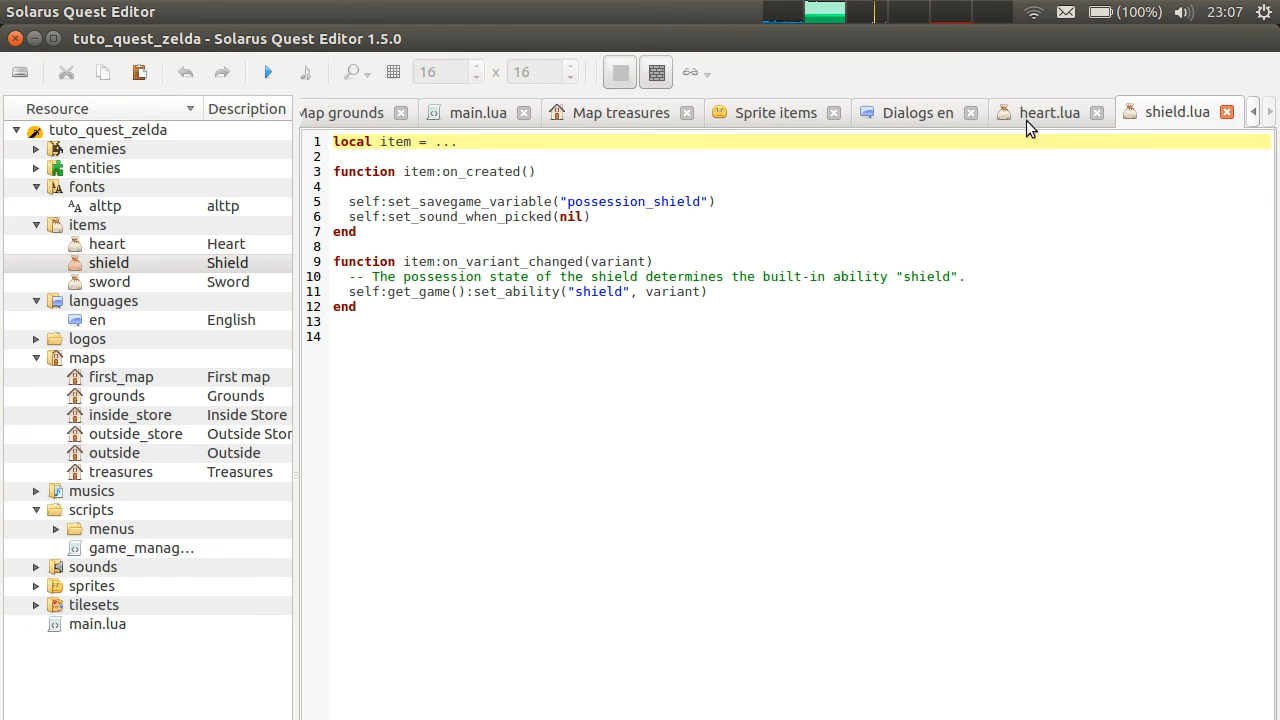 Solarus Quest Editor
(100%) 23:07
tuto_quest_zelda - Solarus Quest Editor 1.5.0
16 x 16
Resource Description
Map grounds main.lua Map treasures Sprite items Dialogs en heart.lua shield.lua
tuto_quest_zelda
enemies
entities
fonts
alttp alttp
items
heart Heart
shield Shield
sword Sword
languages
en English
logos
maps
first_map First map
grounds Grounds
inside_store Inside Store
outside_store Outside Stor
outside Outside
treasures Treasures
musics
scripts
menus
game_manag...
sounds
sprites
tilesets
main.lua
1 local item = ...
2
3 function item:on_created()
4
5 self:set_savegame_variable("possession_shield")
6 self:set_sound_when_picked(nil)
7 end
8
9 function item:on_variant_changed(variant)
10 -- The possession state of the shield determines the built-in ability "shield".
11 self:get_game():set_ability("shield", variant)
12 end
13
14